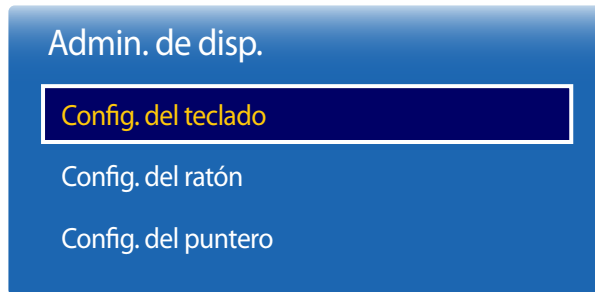 Admin. de disp.
Config. del teclado
Config. del ratón
Config. del puntero